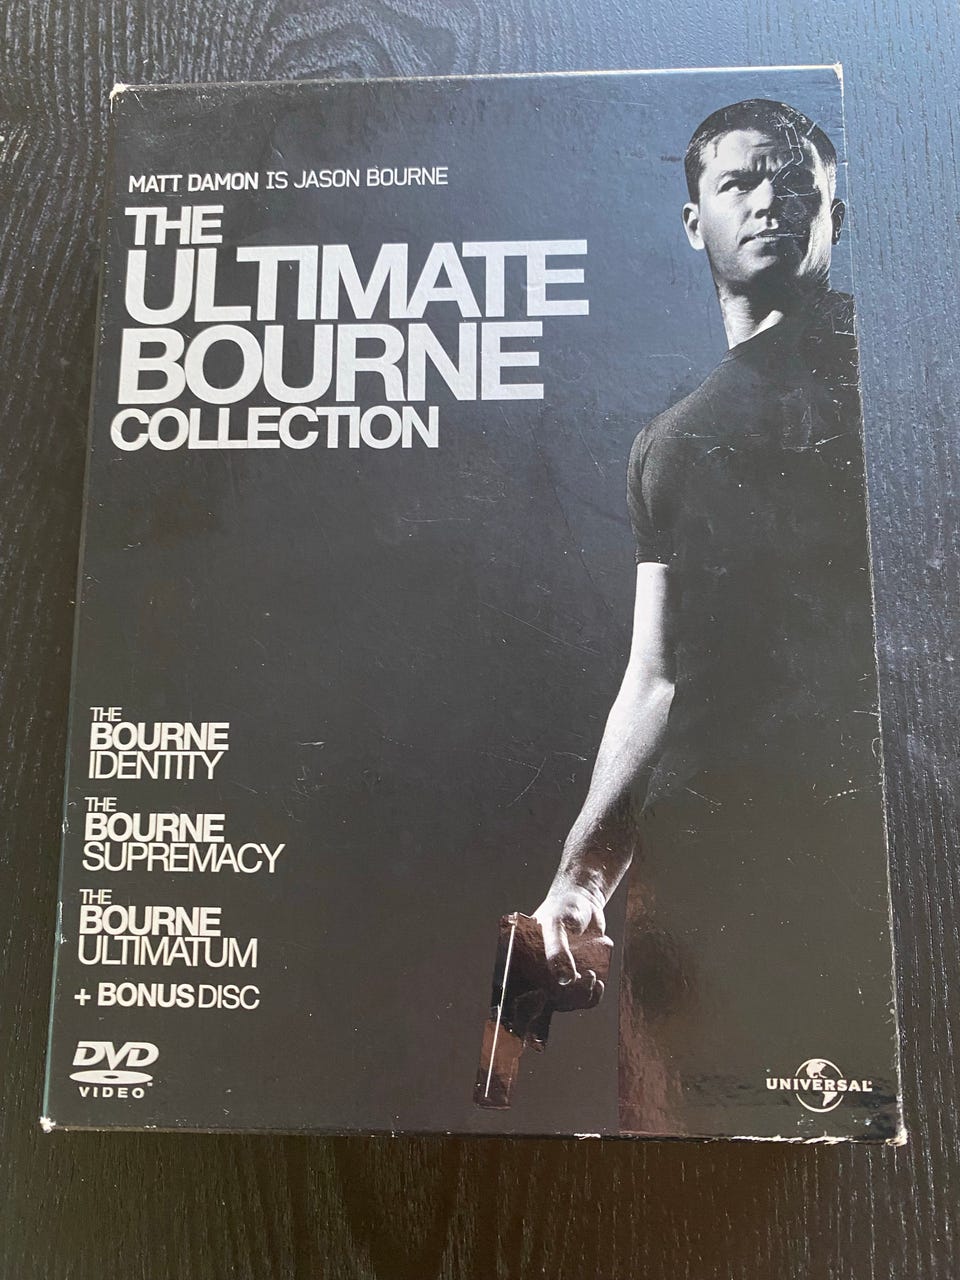 MATT DAMON IS JASON BOURNE
THE
ULTIMATE
BOURNE
COLLECTION
THE
BOURNE
IDENTITY
THE
BOURNE
SUPREMACY
THE
BOURNE
ULTIMATUM
+ BONUS DISC
DVD
VIDEO™
UNIVERSAL